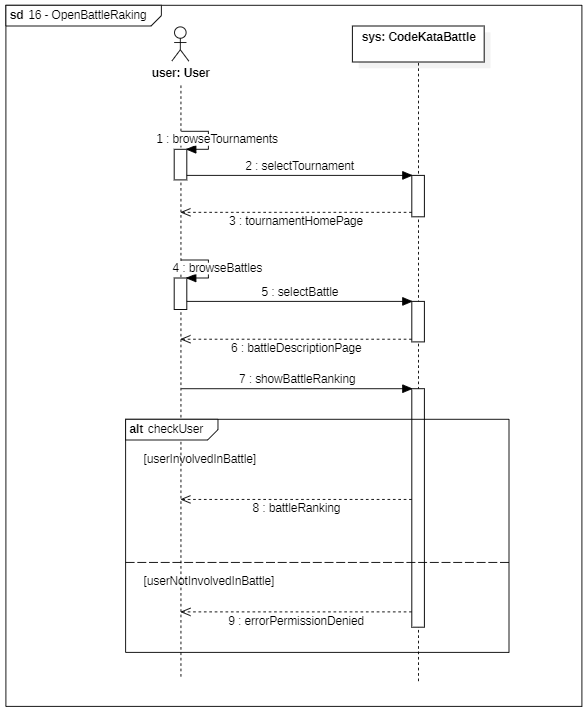 sd 16 - OpenBattleRaking
user: User
sys: CodeKataBattle
1 : browseTournaments
2 : selectTournament
3 : tournamentHomePage
4 : browseBattles
5 : selectBattle
6 : battleDescriptionPage
7 : showBattleRanking
alt checkUser
[userInvolvedInBattle]
8 : battleRanking
[userNotInvolvedInBattle]
9 : errorPermissionDenied